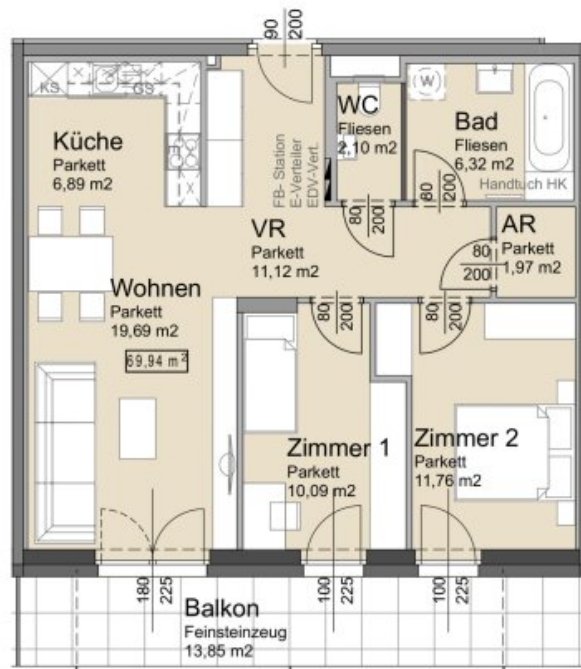 90
200
KS
GS
W
Küche
Parkett
6,89 m2
FB- Station
E-Verteiler
EDV-Vert.
WC
Fliesen
2,10 m2
Bad
Fliesen
6,32 m2
Handtuch HK
80
200
80
200
VR
Parkett
11,12 m2
AR
Parkett
1,97 m2
80
200
Wohnen
Parkett
19,69 m2
69,94 m²
80
200
80
200
Zimmer 1
Parkett
10,09 m2
Zimmer 2
Parkett
11,76 m2
180
225
100
225
100
225
Balkon
Feinsteinzeug
13,85 m2